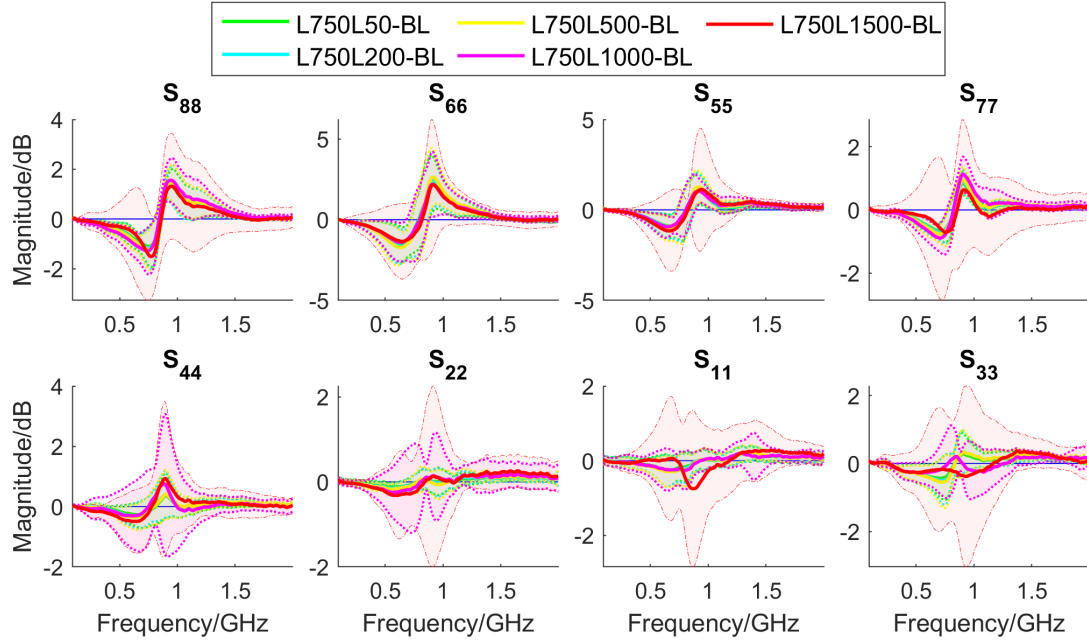 L750L50-BL L750L500-BL L750L1500-BL
L750L200-BL L750L1000-BL
S88 S66 S55 S77
Magnitude/dB
4
2
0
-2
5
0
-5
5
0
-5
2
0
-2
0.5 1 1.5 0.5 1 1.5 0.5 1 1.5 0.5 1 1.5
S44 S22 S11 S33
Magnitude/dB
4
2
0
-2
2
0
-2
2
0
-2
2
0
-2
0.5 1 1.5 0.5 1 1.5 0.5 1 1.5 0.5 1 1.5
Frequency/GHz Frequency/GHz Frequency/GHz Frequency/GHz